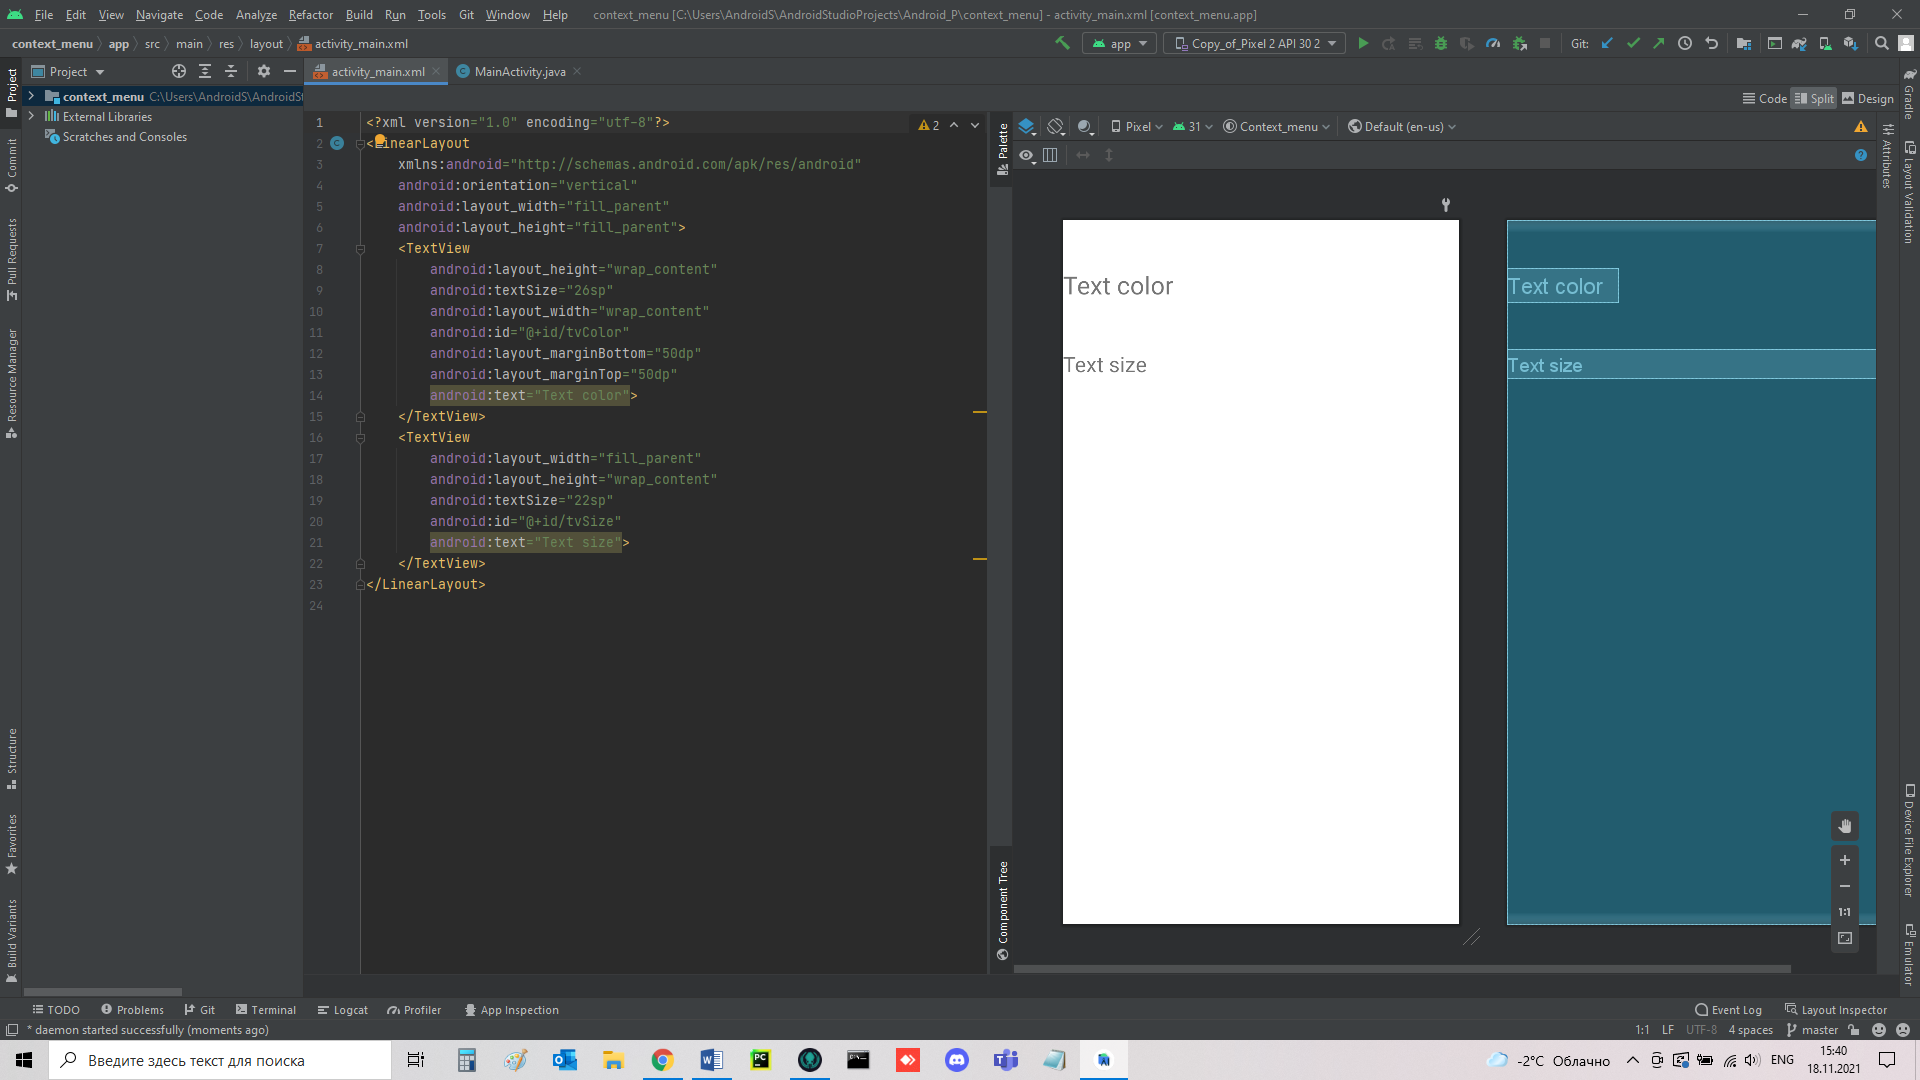 File Edit View Navigate Code Analyze Refactor Build Run Tools Git Window Help context_menu [C:\Users\AndroidS\AndroidStudioProjects\Android_P\context_menu] - activity_main.xml [context_menu.app]
context_menu app src main res layout activity_main.xml app Copy_of_Pixel 2 API 30 2 Git:
Project activity_main.xml MainActivity.java
context_menu C:\Users\AndroidS\AndroidSt
External Libraries
Scratches and Consoles
Code Split Design
Pixel 31 Context_menu Default (en-us)
2
1 <?xml version="1.0" encoding="utf-8"?>
2 <LinearLayout
3 xmlns:android="http://schemas.android.com/apk/res/android"
4 android:orientation="vertical"
5 android:layout_width="fill_parent"
6 android:layout_height="fill_parent">
7 <TextView
8 android:layout_height="wrap_content"
9 android:textSize="26sp"
10 android:layout_width="wrap_content"
11 android:id="@+id/tvColor"
12 android:layout_marginBottom="50dp"
13 android:layout_marginTop="50dp"
14 android:text="Text color">
15 </TextView>
16 <TextView
17 android:layout_width="fill_parent"
18 android:layout_height="wrap_content"
19 android:textSize="22sp"
20 android:id="@+id/tvSize"
21 android:text="Text size">
22 </TextView>
23 </LinearLayout>
24
Text color
Text size
Text color
Text size
1:1
Project
Commit
Pull Requests
Resource Manager
Structure
Favorites
Build Variants
Palette
Component Tree
Attributes
Gradle
Layout Validation
Device File Explorer
Emulator
TODO Problems Git Terminal Logcat Profiler App Inspection Event Log Layout Inspector
* daemon started successfully (moments ago) 1:1 LF UTF-8 4 spaces master
Введите здесь текст для поиска
-2°C Облачно ENG
15:40
18.11.2021